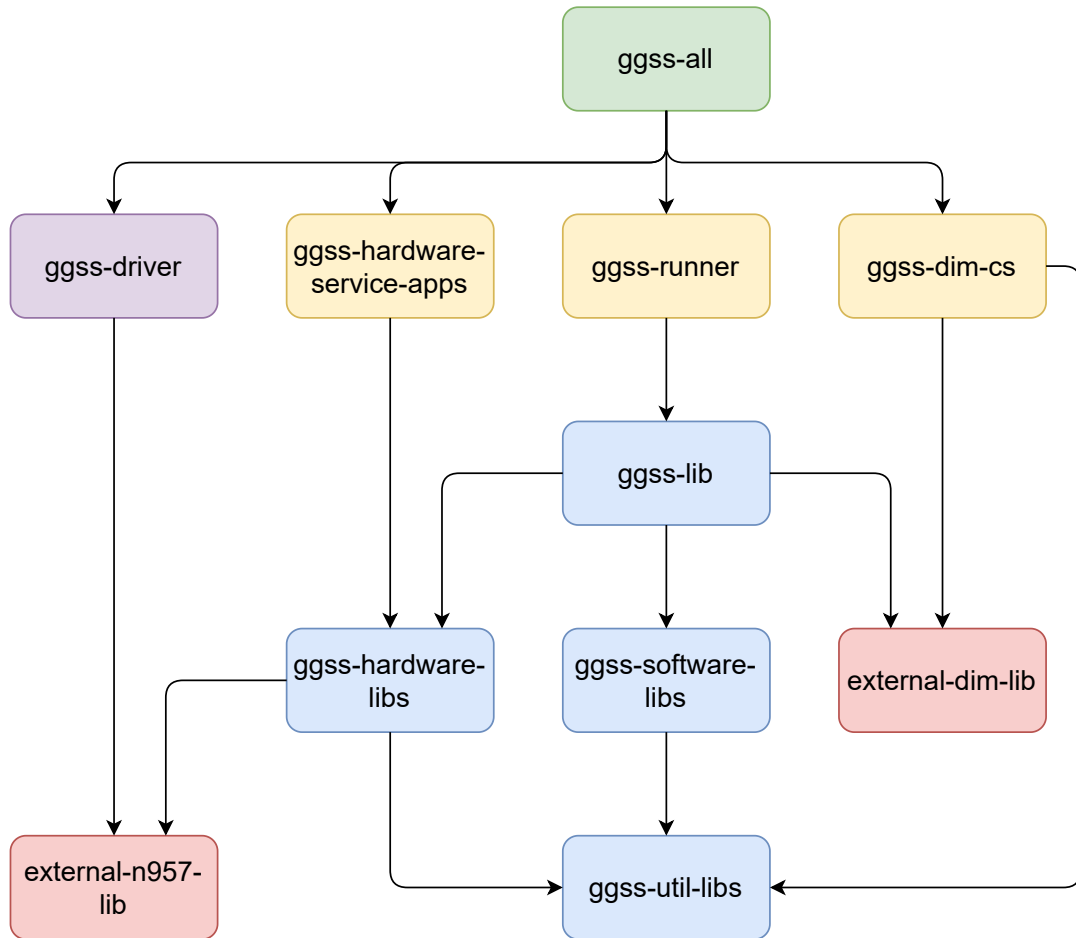 ggss-all
ggss-driver
ggss-hardware-
service-apps
ggss-runner
ggss-dim-cs
ggss-lib
ggss-hardware-
libs
ggss-software-
libs
external-dim-lib
external-n957-
lib
ggss-util-libs